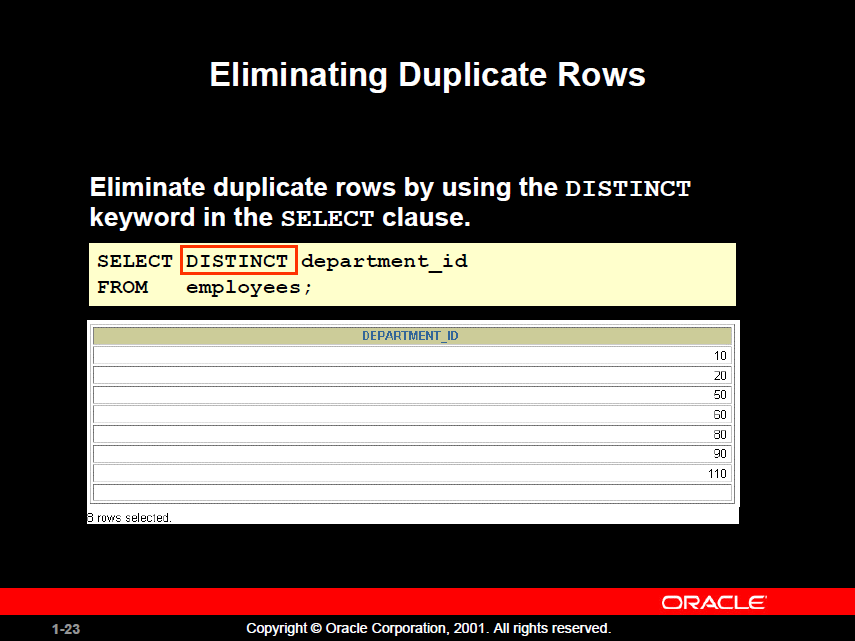 Eliminating Duplicate Rows
Eliminate duplicate rows by using the DISTINCT
keyword in the SELECT clause.
SELECT DISTINCT department_id
FROM   employees;
DEPARTMENT_ID
10
20
50
60
80
90
110
8 rows selected.
ORACLE
1-23
Copyright © Oracle Corporation, 2001. All rights reserved.